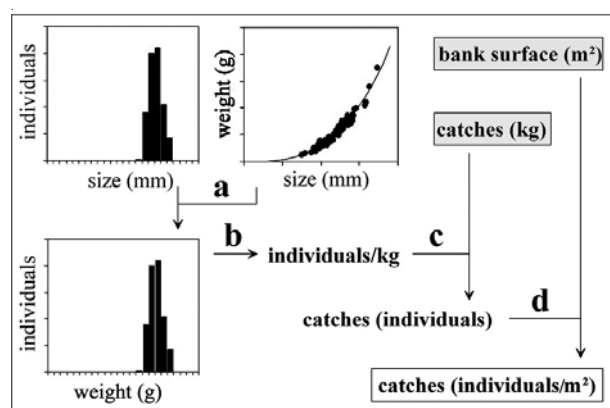 individuals
size (mm)
weight (g)
size (mm)
bank surface (m²)
catches (kg)
a
individuals
weight (g)
b
individuals/kg
c
catches (individuals)
d
catches (individuals/m²)